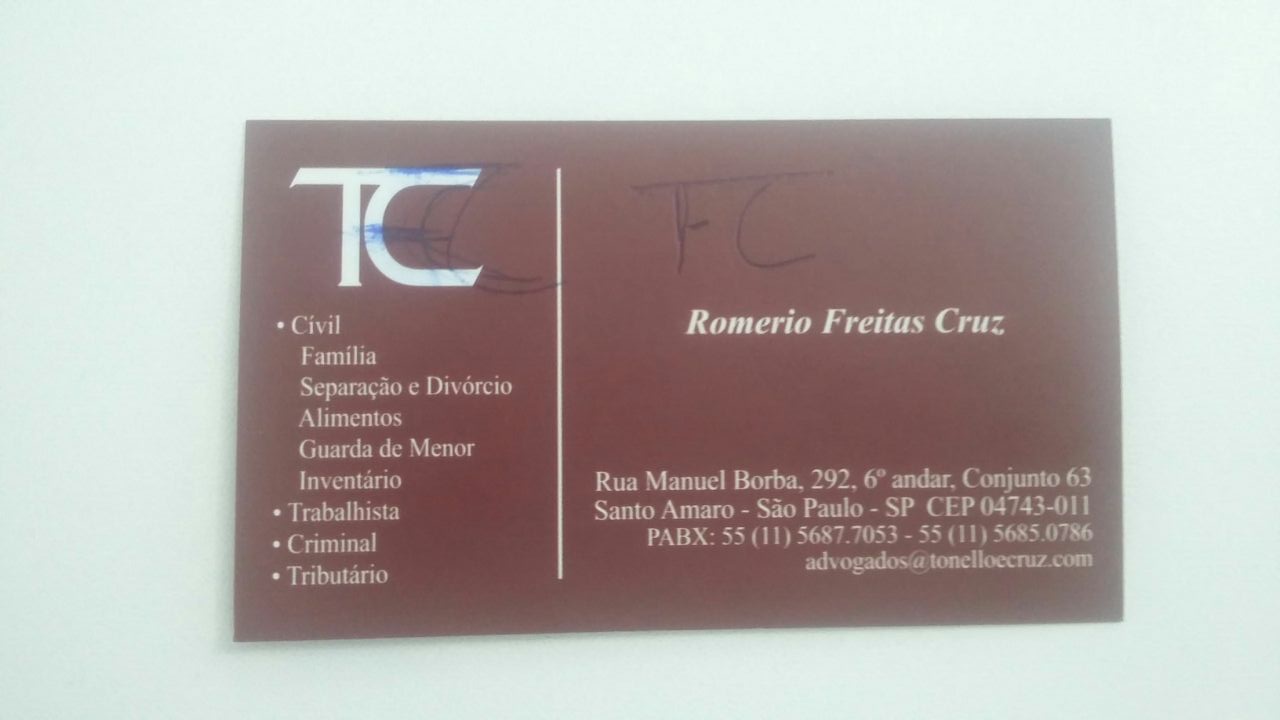 TC
• Cívil
Família
Separação e Divórcio
Alimentos
Guarda de Menor
Inventário
• Trabalhista
• Criminal
• Tributário
FC
Romerio Freitas Cruz
Rua Manuel Borba, 292, 6º andar, Conjunto 63
Santo Amaro - São Paulo - SP CEP 04743-011
PABX: 55 (11) 5687.7053 - 55 (11) 5685.0786
advogados@tonelloecruz.com